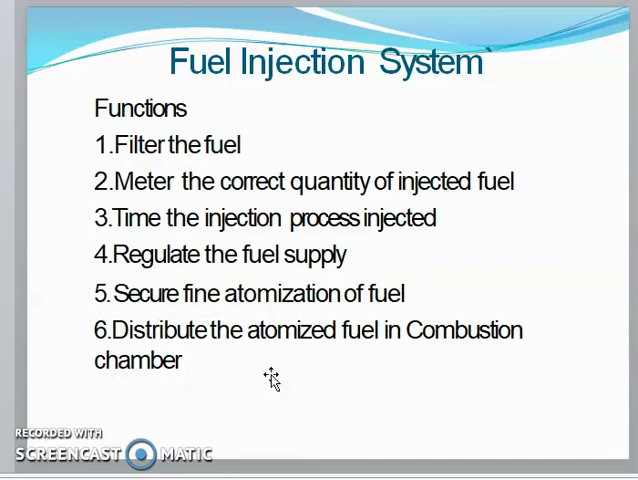 Fuel Injection System`
Functions
1.Filter the fuel
2.Meter the correct quantity of injected fuel
3.Time the injection process injected
4.Regulate the fuel supply
5.Secure fine atomization of fuel
6.Distribute the atomized fuel in Combustion
chamber
RECORDED WITH
SCREENCAST MATIC